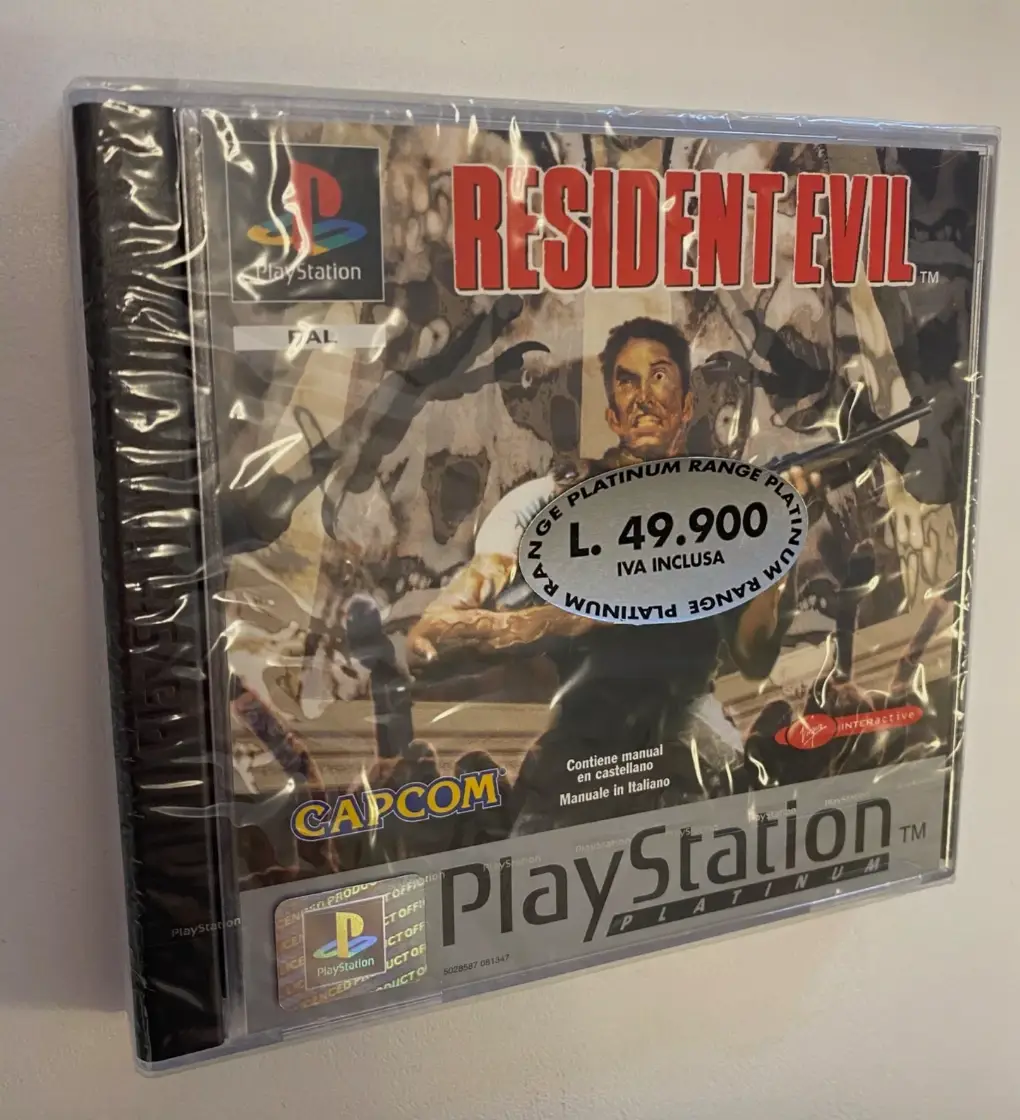 PlayStation
PAL
RESIDENT EVIL ™
PLATINUM RANGE PLATINUM RANGE PLATINUM RANGE
L. 49.900
IVA INCLUSA
Virgin INTERactive
Contiene manual
en castellano
Manuale in Italiano
CAPCOM
PlayStation ™
PLATINUM
PlayStation
5028587 081347
PlayStation